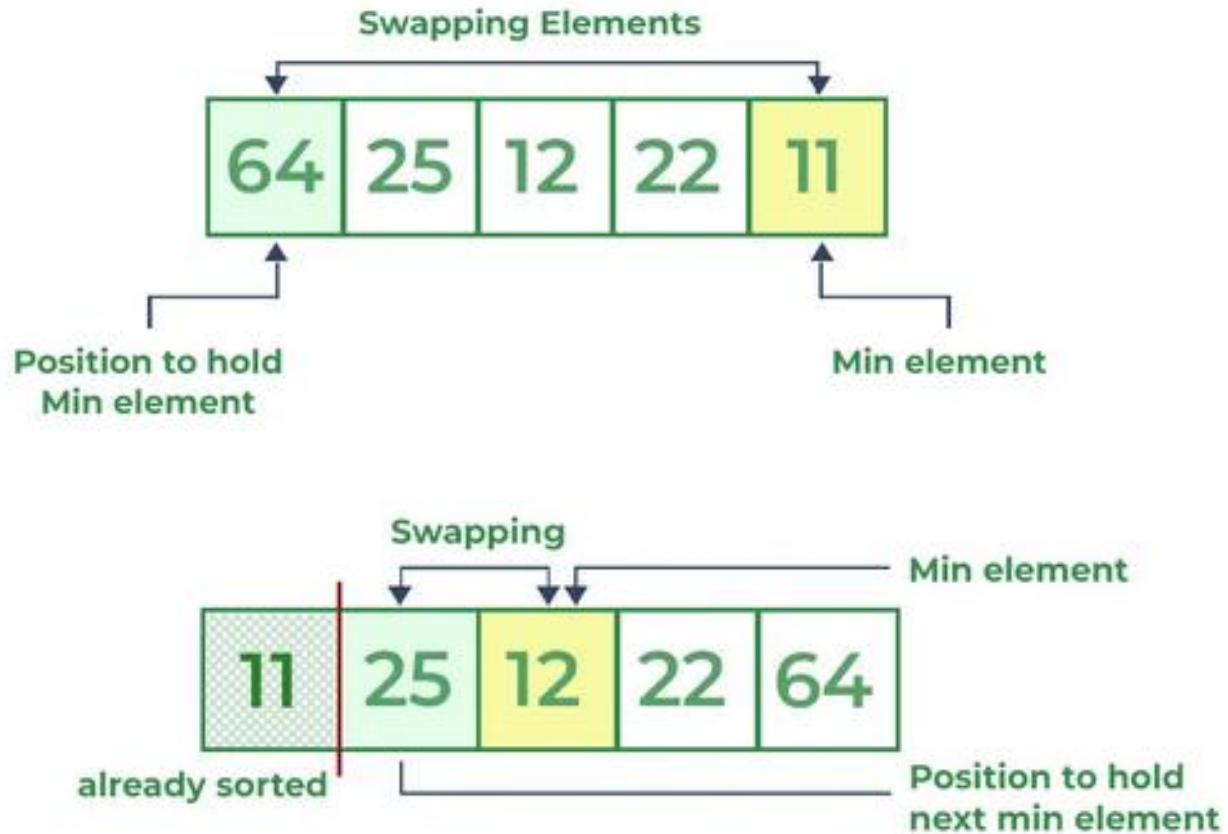 Swapping Elements
64 25 12 22 11
Position to hold
Min element
Min element
Swapping
Min element
11 25 12 22 64
already sorted
Position to hold
next min element